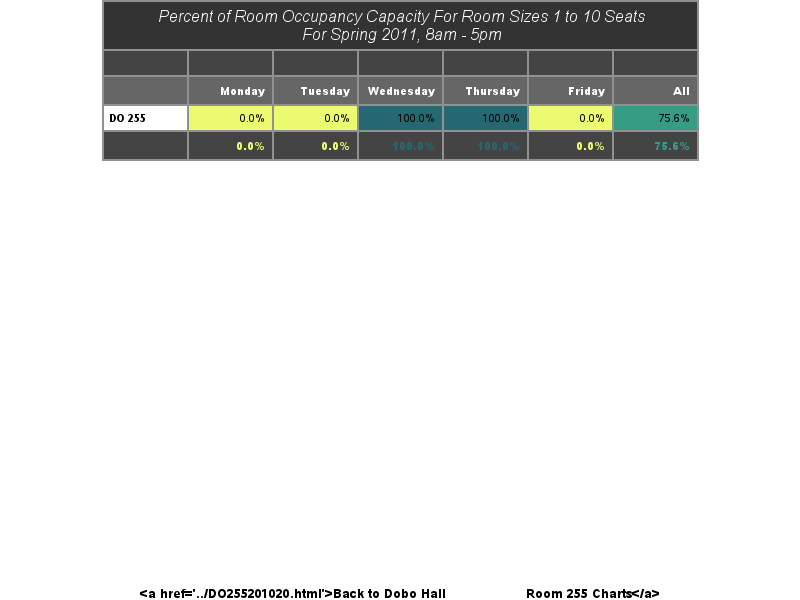 Percent of Room Occupancy Capacity For Room Sizes 1 to 10 Seats
For Spring 2011, 8am - 5pm
Monday Tuesday Wednesday Thursday Friday All
DO 255 0.0% 0.0% 100.0% 100.0% 0.0% 75.6%
0.0% 0.0% 100.0% 100.0% 0.0% 75.6%
<a href='../DO255201020.html'>Back to Dobo Hall Room 255 Charts</a>